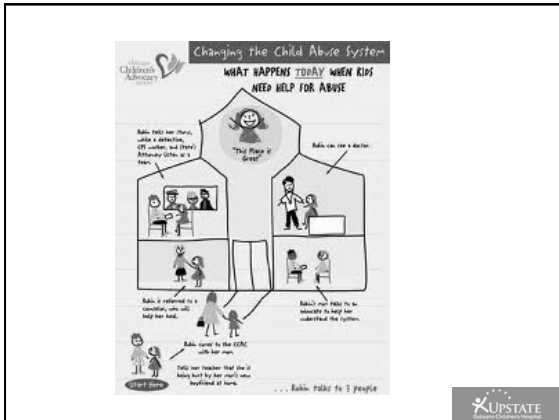 Changing the Child Abuse System
Chicago
Children's
Advocacy
WHAT HAPPENS TODAY WHEN KIDS
NEED HELP FOR ABUSE
Robin tells her story,
while a detective,
CPS worker, and State's
Attorney listen as a
team.
"This Place is
Great"
Robin can see a doctor.
Robin is referred to a
counselor, who will
help her heal.
Robin's mom talks to an
advocate to help her
understand the system.
Robin comes to the CCAC
with her mom.
Tells her teacher that she is
being hurt by her mom's new
boyfriend at home.
Start Here
... Robin talks to 3 people
UPSTATE
Golisano Children's Hospital